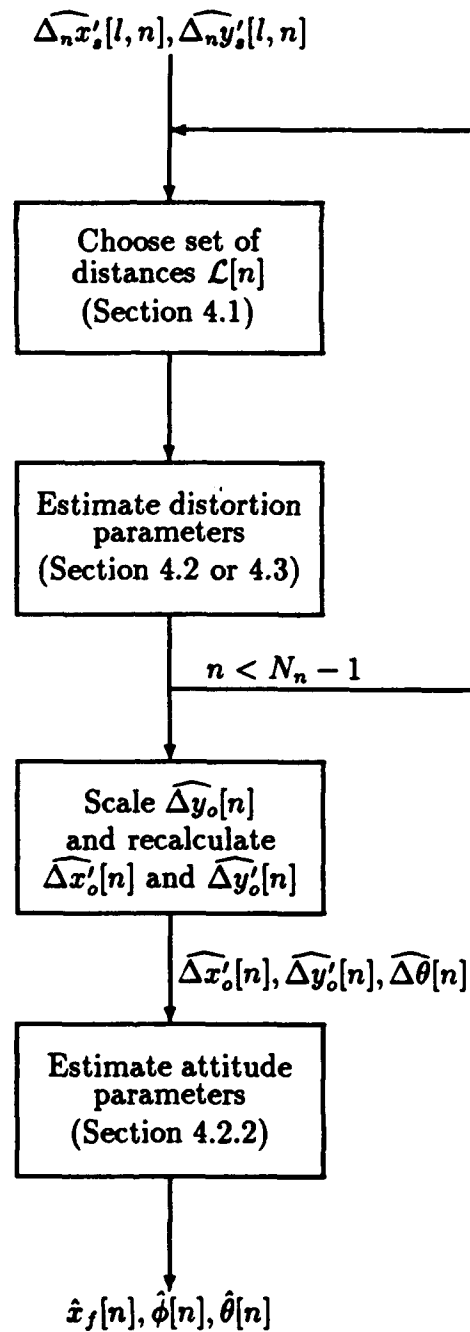 $\widehat{\Delta_n x'_s}[l,n], \widehat{\Delta_n y'_s}[l,n]$
Choose set of
distances $\mathcal{L}[n]$
(Section 4.1)
Estimate distortion
parameters
(Section 4.2 or 4.3)
$n < N_n - 1$
Scale $\widehat{\Delta y_o}[n]$
and recalculate
$\widehat{\Delta x'_o}[n]$ and $\widehat{\Delta y'_o}[n]$
$\widehat{\Delta x'_o}[n], \widehat{\Delta y'_o}[n], \widehat{\Delta \theta}[n]$
Estimate attitude
parameters
(Section 4.2.2)
$\hat{x}_f[n], \hat{\phi}[n], \hat{\theta}[n]$